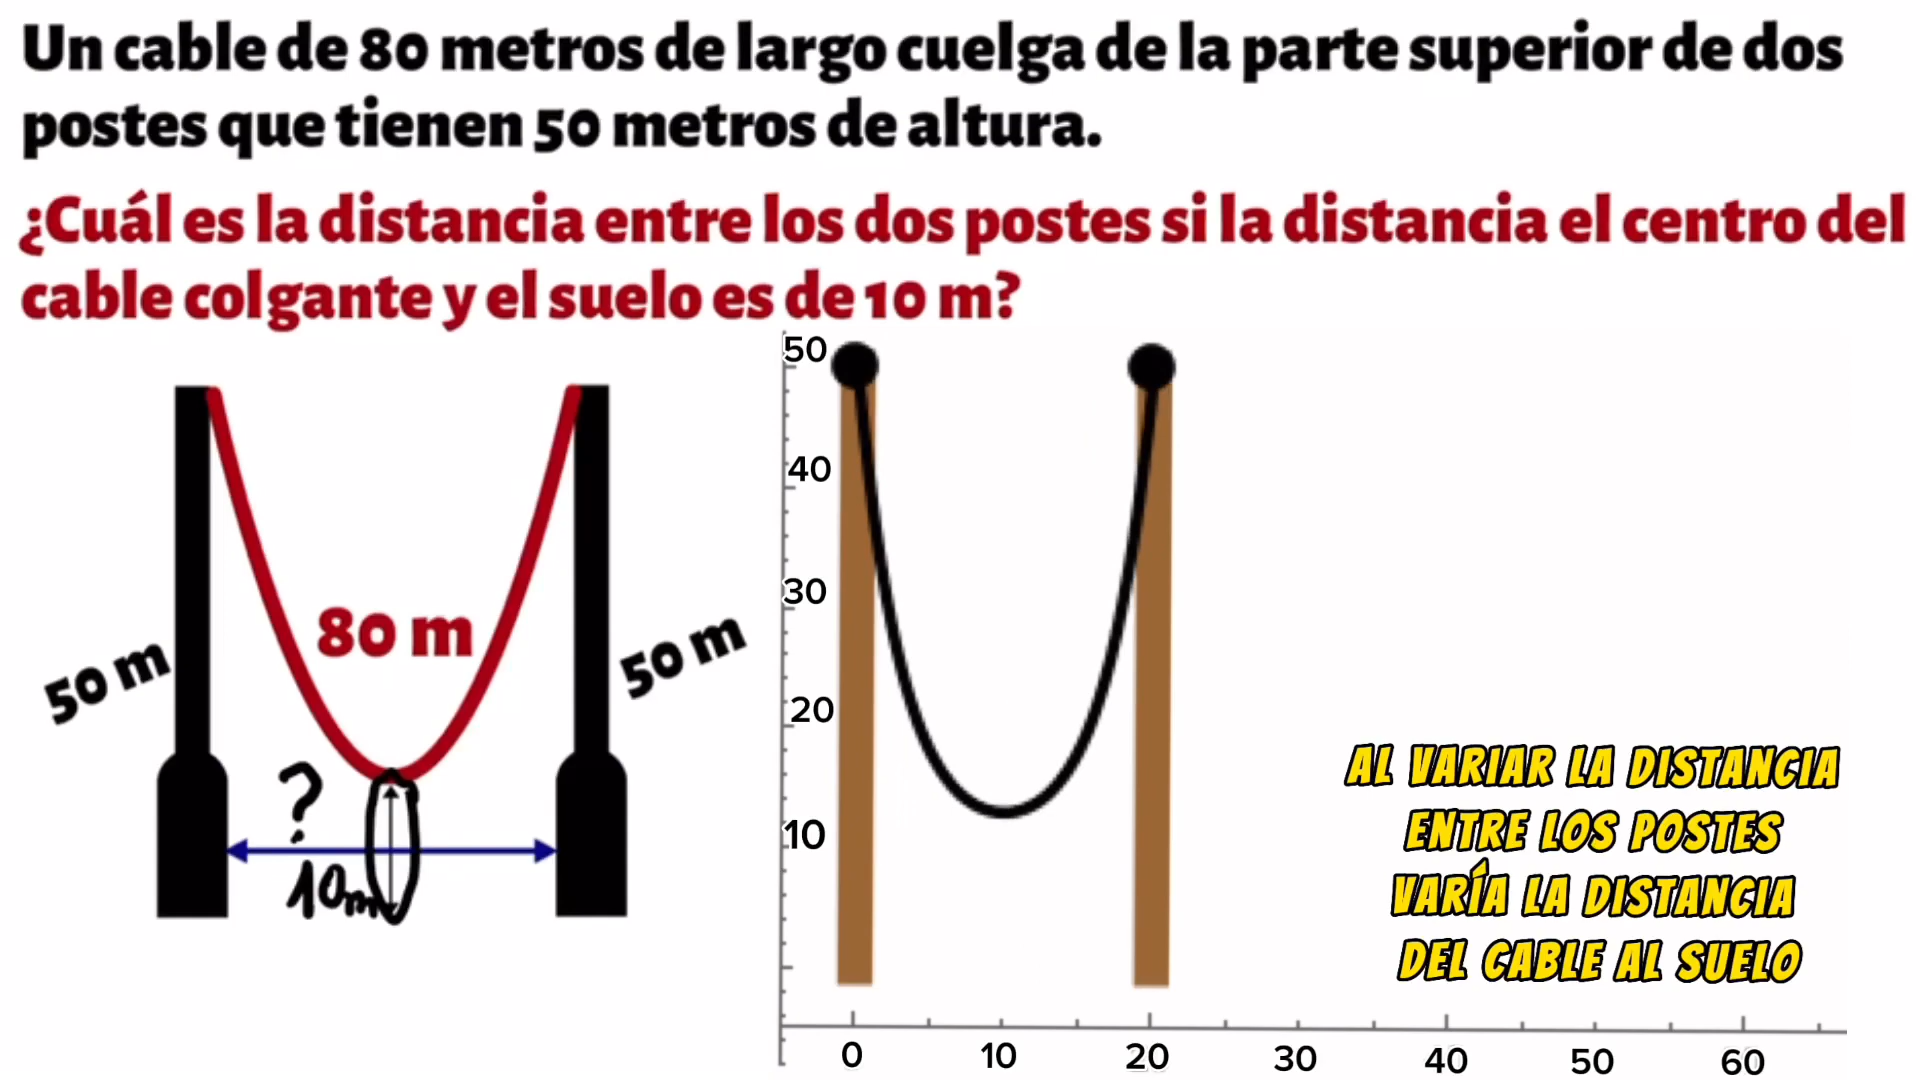 Un cable de 80 metros de largo cuelga de la parte superior de dos
postes que tienen 50 metros de altura.
¿Cuál es la distancia entre los dos postes si la distancia el centro del
cable colgante y el suelo es de 10 m?
80 m
50 m
50 m
?
10m
50
40
30
20
10
0
10
20
30
40
50
60
AL VARIAR LA DISTANCIA
ENTRE LOS POSTES
VARÍA LA DISTANCIA
DEL CABLE AL SUELO